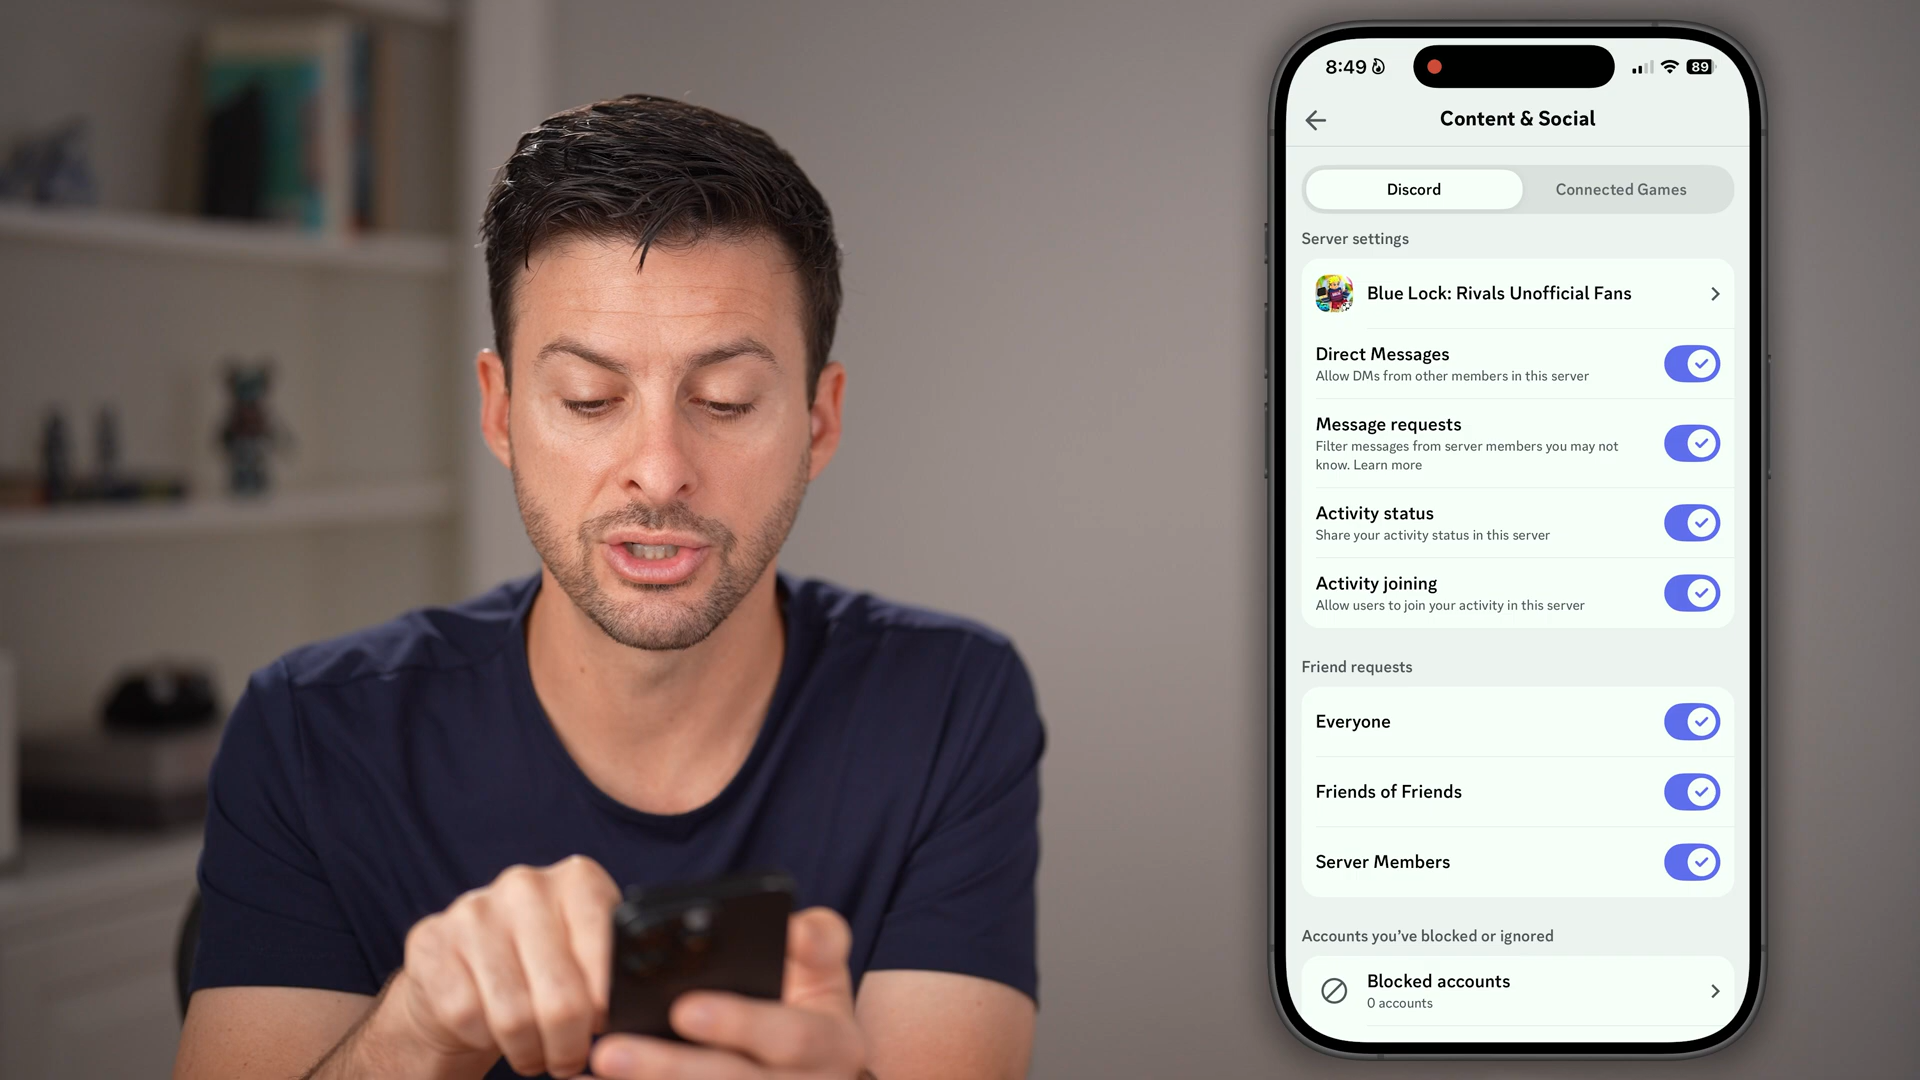 8:49
89
Content & Social
Discord
Connected Games
Server settings
Blue Lock: Rivals Unofficial Fans
Direct Messages
Allow DMs from other members in this server
Message requests
Filter messages from server members you may not
know. Learn more
Activity status
Share your activity status in this server
Activity joining
Allow users to join your activity in this server
Friend requests
Everyone
Friends of Friends
Server Members
Accounts you’ve blocked or ignored
Blocked accounts
0 accounts